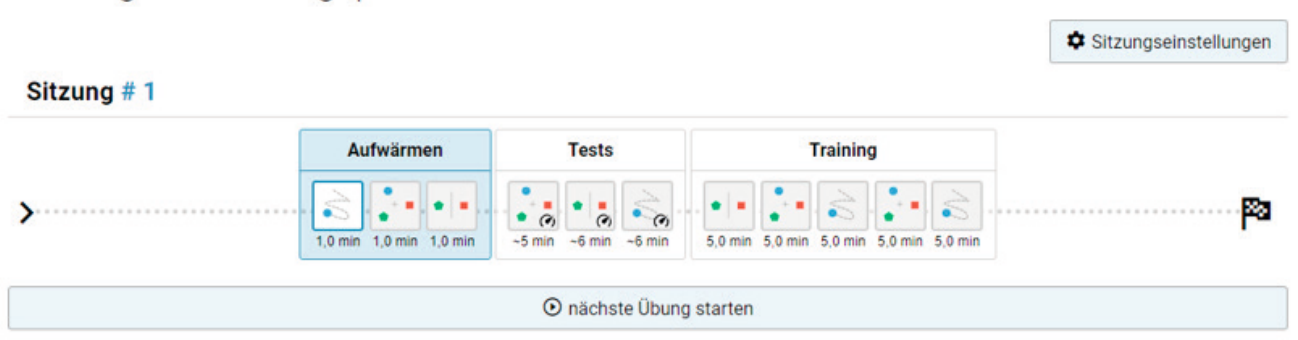 Sitzungseinstellungen
Sitzung # 1
Aufwärmen
Tests
Training
1,0 min 1,0 min 1,0 min ~5 min ~6 min ~6 min 5,0 min 5,0 min 5,0 min 5,0 min 5,0 min
nächste Übung starten